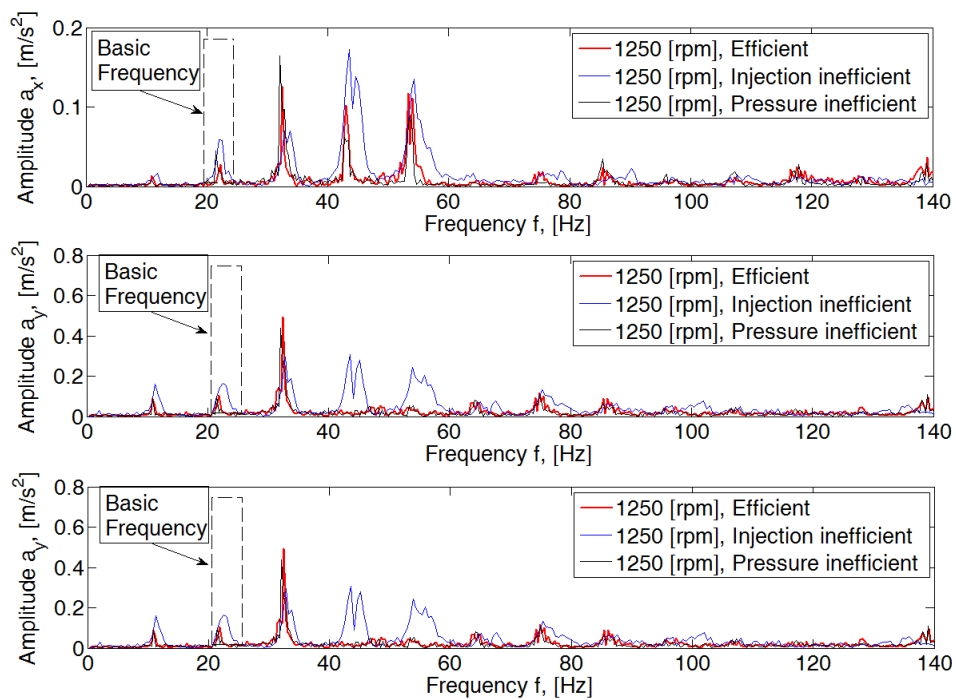 0.2
0.1
0
Amplitude a_x, [m/s²]
Basic
Frequency
1250 [rpm], Efficient
1250 [rpm], Injection inefficient
1250 [rpm], Pressure inefficient
0 20 40 60 80 100 120 140
Frequency f, [Hz]
0.8
0.6
0.4
0.2
0
Amplitude a_y, [m/s²]
Basic
Frequency
1250 [rpm], Efficient
1250 [rpm], Injection inefficient
1250 [rpm], Pressure inefficient
0 20 40 60 80 100 120 140
Frequency f, [Hz]
0.8
0.6
0.4
0.2
0
Amplitude a_y, [m/s²]
Basic
Frequency
1250 [rpm], Efficient
1250 [rpm], Injection inefficient
1250 [rpm], Pressure inefficient
0 20 40 60 80 100 120 140
Frequency f, [Hz]